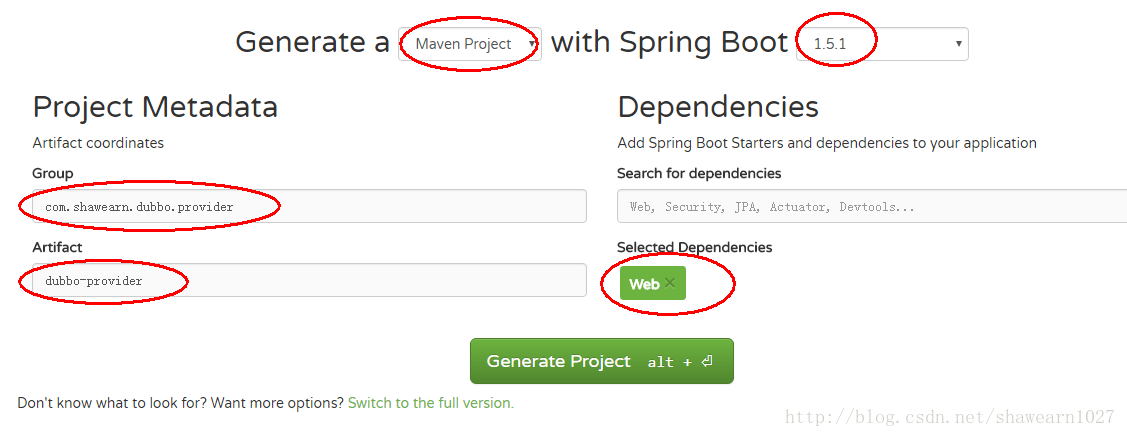 Generate a Maven Project with Spring Boot 1.5.1
Project Metadata
Artifact coordinates
Group
com.shawearn.dubbo.provider
Artifact
dubbo-provider
Dependencies
Add Spring Boot Starters and dependencies to your application
Search for dependencies
Web, Security, JPA, Actuator, Devtools...
Selected Dependencies
Web ×
Generate Project alt + ⏎
Don't know what to look for? Want more options? Switch to the full version.
http://blog.csdn.net/shawearn1027